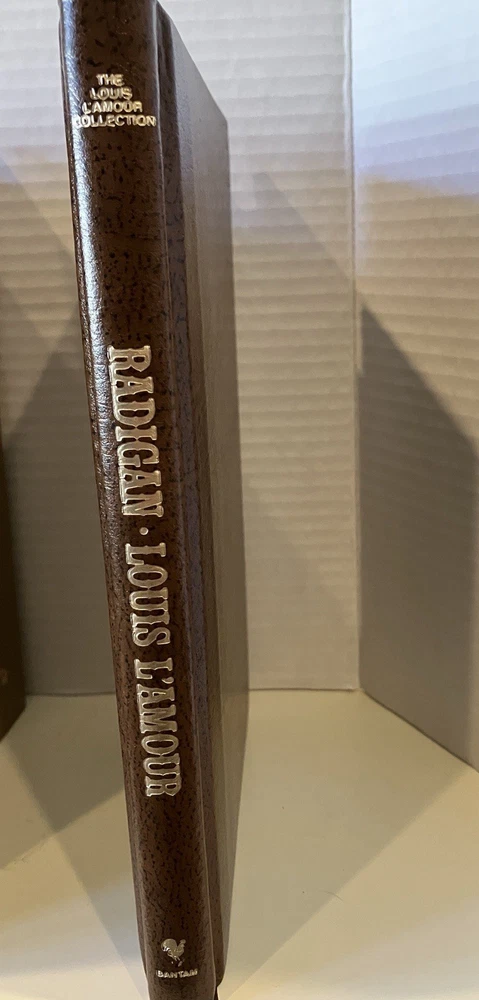 THE
LOUIS
L'AMOUR
COLLECTION
RADIGAN · LOUIS L'AMOUR
BANTAM